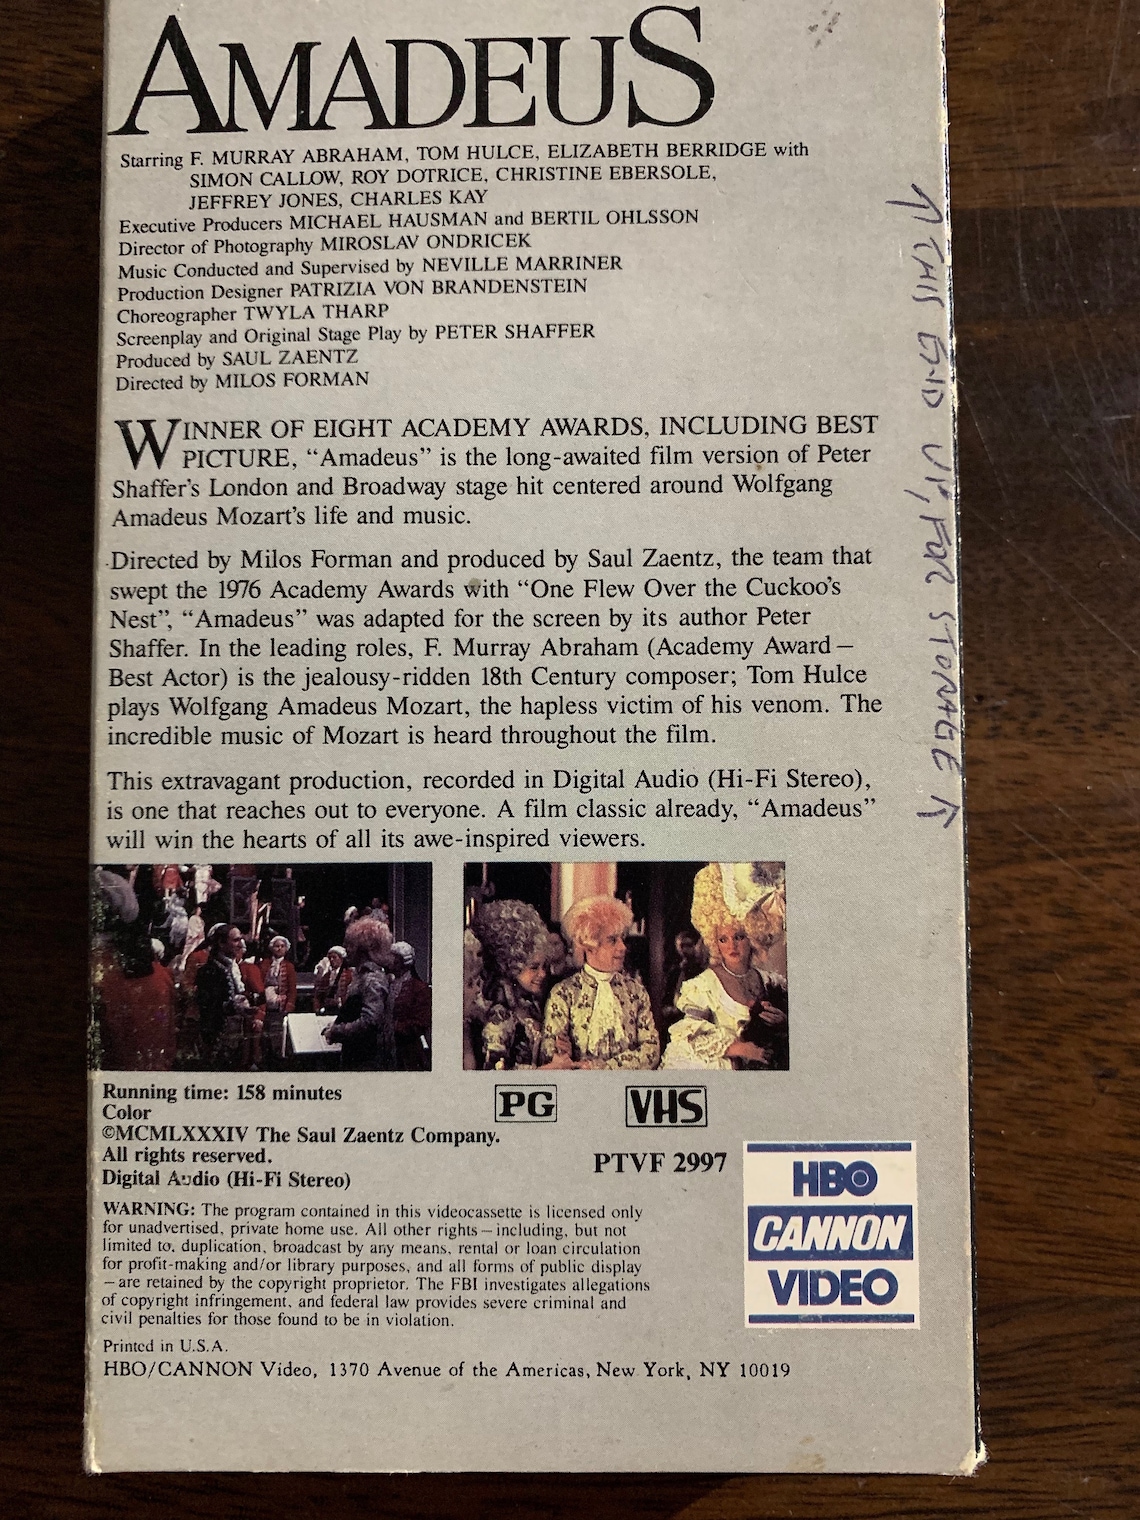 AMADEUS
Starring F. MURRAY ABRAHAM, TOM HULCE, ELIZABETH BERRIDGE with
SIMON CALLOW, ROY DOTRICE, CHRISTINE EBERSOLE,
JEFFREY JONES, CHARLES KAY
Executive Producers MICHAEL HAUSMAN and BERTIL OHLSSON
Director of Photography MIROSLAV ONDRICEK
Music Conducted and Supervised by NEVILLE MARRINER
Production Designer PATRIZIA VON BRANDENSTEIN
Choreographer TWYLA THARP
Screenplay and Original Stage Play by PETER SHAFFER
Produced by SAUL ZAENTZ
Directed by MILOS FORMAN
WINNER OF EIGHT ACADEMY AWARDS, INCLUDING BEST
PICTURE, “Amadeus” is the long-awaited film version of Peter
Shaffer's London and Broadway stage hit centered around Wolfgang
Amadeus Mozart's life and music.
Directed by Milos Forman and produced by Saul Zaentz, the team that
swept the 1976 Academy Awards with “One Flew Over the Cuckoo's
Nest”, “Amadeus” was adapted for the screen by its author Peter
Shaffer. In the leading roles, F. Murray Abraham (Academy Award—
Best Actor) is the jealousy-ridden 18th Century composer; Tom Hulce
plays Wolfgang Amadeus Mozart, the hapless victim of his venom. The
incredible music of Mozart is heard throughout the film.
This extravagant production, recorded in Digital Audio (Hi-Fi Stereo),
is one that reaches out to everyone. A film classic already, “Amadeus”
will win the hearts of all its awe-inspired viewers.
↑ THIS END UP, FOR STORAGE ↑
Running time: 158 minutes
Color
©MCMLXXXIV The Saul Zaentz Company.
All rights reserved.
Digital Audio (Hi-Fi Stereo)
PG
VHS
PTVF 2997
WARNING: The program contained in this videocassette is licensed only
for unadvertised, private home use. All other rights—including, but not
limited to, duplication, broadcast by any means, rental or loan circulation
for profit-making and/or library purposes, and all forms of public display
—are retained by the copyright proprietor. The FBI investigates allegations
of copyright infringement, and federal law provides severe criminal and
civil penalties for those found to be in violation.
HBO
CANNON
VIDEO
Printed in U.S.A.
HBO/CANNON Video, 1370 Avenue of the Americas, New York, NY 10019